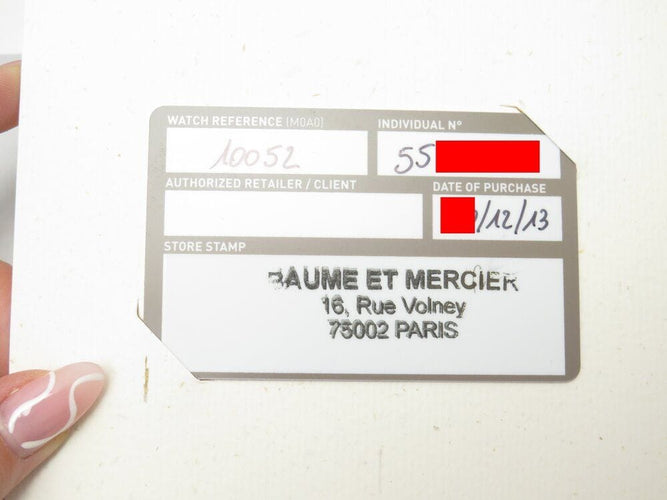 WATCH REFERENCE (M0A0)
10052
INDIVIDUAL N°
55
AUTHORIZED RETAILER / CLIENT
DATE OF PURCHASE
/12/13
STORE STAMP
BAUME ET MERCIER
16, Rue Volney
75002 PARIS